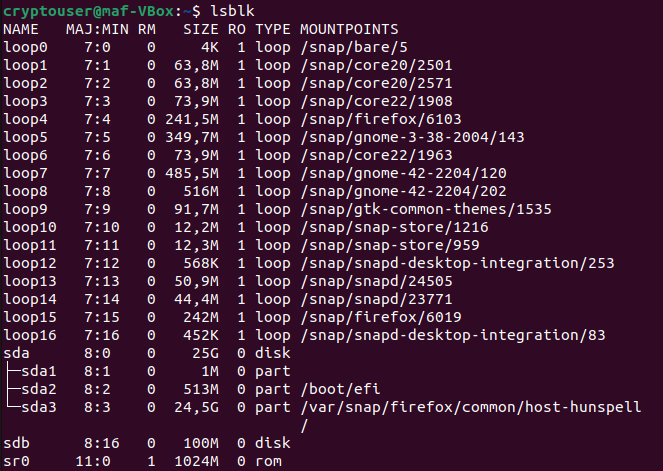 cryptouser@maf-VBox:~$ lsblk
NAME   MAJ:MIN RM   SIZE RO TYPE MOUNTPOINTS
loop0    7:0    0     4K  1 loop /snap/bare/5
loop1    7:1    0  63,8M  1 loop /snap/core20/2501
loop2    7:2    0  63,8M  1 loop /snap/core20/2571
loop3    7:3    0  73,9M  1 loop /snap/core22/1908
loop4    7:4    0 241,5M  1 loop /snap/firefox/6103
loop5    7:5    0 349,7M  1 loop /snap/gnome-3-38-2004/143
loop6    7:6    0  73,9M  1 loop /snap/core22/1963
loop7    7:7    0 485,5M  1 loop /snap/gnome-42-2204/120
loop8    7:8    0   516M  1 loop /snap/gnome-42-2204/202
loop9    7:9    0  91,7M  1 loop /snap/gtk-common-themes/1535
loop10   7:10   0  12,2M  1 loop /snap/snap-store/1216
loop11   7:11   0  12,3M  1 loop /snap/snap-store/959
loop12   7:12   0   568K  1 loop /snap/snapd-desktop-integration/253
loop13   7:13   0  50,9M  1 loop /snap/snapd/24505
loop14   7:14   0  44,4M  1 loop /snap/snapd/23771
loop15   7:15   0   242M  1 loop /snap/firefox/6019
loop16   7:16   0   452K  1 loop /snap/snapd-desktop-integration/83
sda      8:0    0    25G  0 disk
├─sda1   8:1    0     1M  0 part
├─sda2   8:2    0   513M  0 part /boot/efi
└─sda3   8:3    0  24,5G  0 part /var/snap/firefox/common/host-hunspell
                                 /
sdb      8:16   0   100M  0 disk
sr0     11:0    1  1024M  0 rom